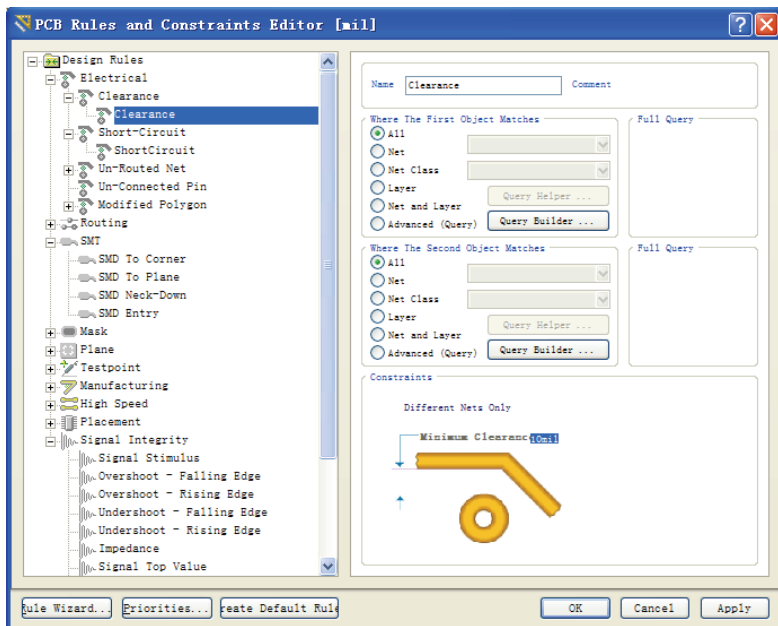 PCB Rules and Constraints Editor [mil]
Design Rules
Electrical
Clearance
Clearance
Short-Circuit
ShortCircuit
Un-Routed Net
Un-Connected Pin
Modified Polygon
Routing
SMT
SMD To Corner
SMD To Plane
SMD Neck-Down
SMD Entry
Mask
Plane
Testpoint
Manufacturing
High Speed
Placement
Signal Integrity
Signal Stimulus
Overshoot - Falling Edge
Overshoot - Rising Edge
Undershoot - Falling Edge
Undershoot - Rising Edge
Impedance
Signal Top Value
Name Clearance Comment
Where The First Object Matches
All
Net
Net Class
Layer
Net and Layer
Advanced (Query)
Query Helper ...
Query Builder ...
Full Query
Where The Second Object Matches
All
Net
Net Class
Layer
Net and Layer
Advanced (Query)
Query Helper ...
Query Builder ...
Full Query
Constraints
Different Nets Only
Minimum Clearanc 10mil
Rule Wizard... Priorities... reate Default Rule
OK Cancel Apply